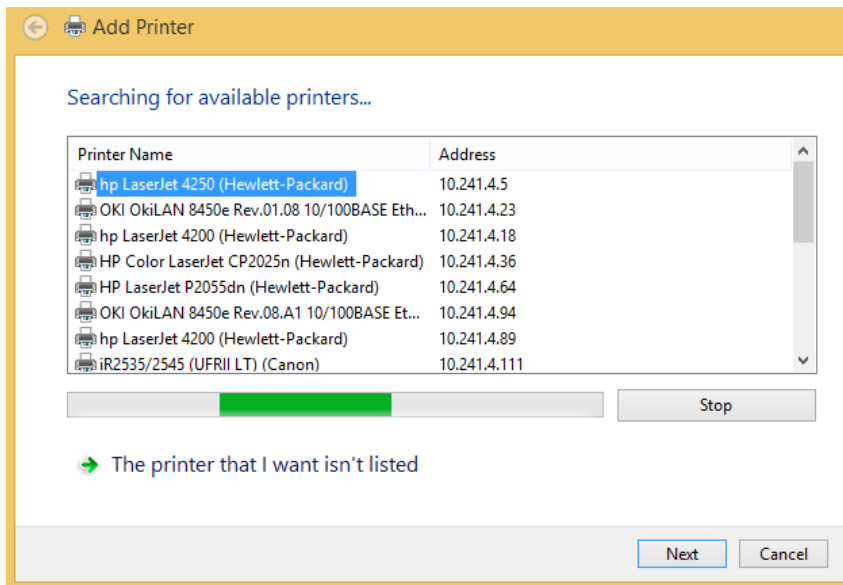 Add Printer
Searching for available printers...
Printer Name Address
hp LaserJet 4250 (Hewlett-Packard) 10.241.4.5
OKI OkiLAN 8450e Rev.01.08 10/100BASE Eth... 10.241.4.23
hp LaserJet 4200 (Hewlett-Packard) 10.241.4.18
HP Color LaserJet CP2025n (Hewlett-Packard) 10.241.4.36
HP LaserJet P2055dn (Hewlett-Packard) 10.241.4.64
OKI OkiLAN 8450e Rev.08.A1 10/100BASE Et... 10.241.4.94
hp LaserJet 4200 (Hewlett-Packard) 10.241.4.89
iR2535/2545 (UFRII LT) (Canon) 10.241.4.111
Stop
The printer that I want isn't listed
Next Cancel